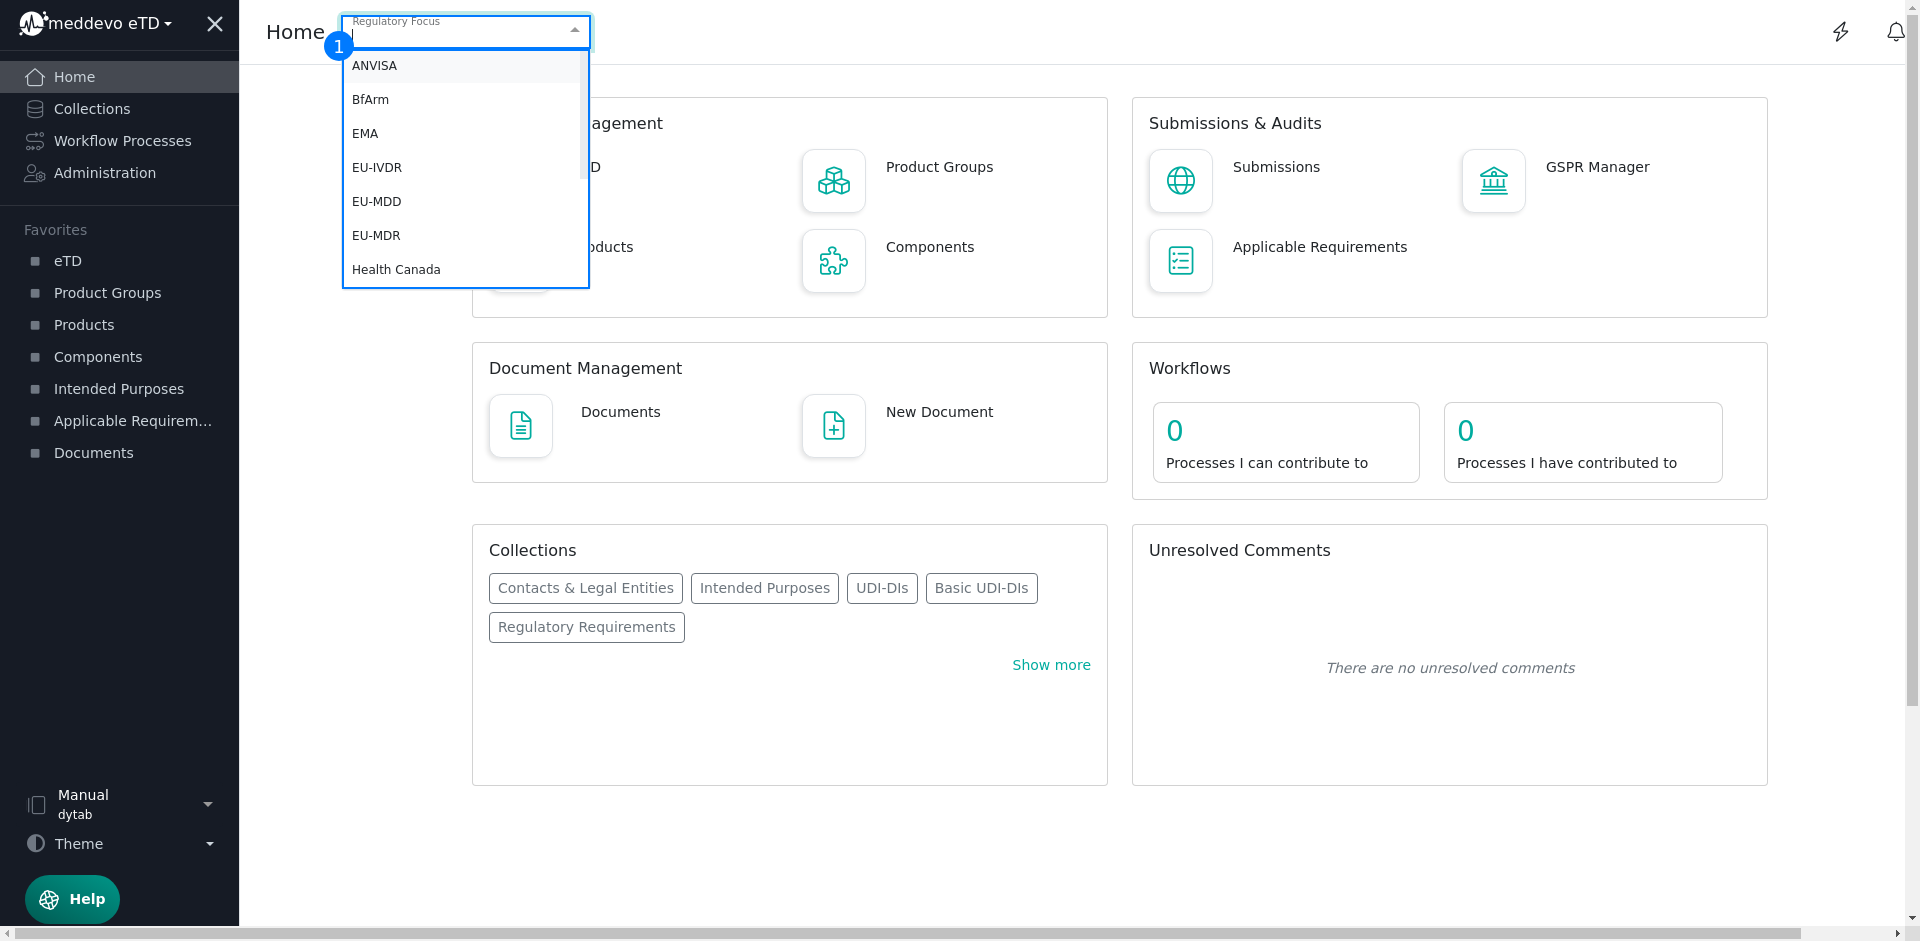 meddevo eTD
Home
Collections
Workflow Processes
Administration
Favorites
eTD
Product Groups
Products
Components
Intended Purposes
Applicable Requirem...
Documents
Manual
dytab
Theme
Help
Home
Regulatory Focus
1
ANVISA
BfArm
EMA
EU-IVDR
EU-MDD
EU-MDR
Health Canada
agement
D
Product Groups
oducts
Components
Submissions & Audits
Submissions
GSPR Manager
Applicable Requirements
Document Management
Documents
New Document
Workflows
0
Processes I can contribute to
0
Processes I have contributed to
Collections
Contacts & Legal Entities
Intended Purposes
UDI-DIs
Basic UDI-DIs
Regulatory Requirements
Show more
Unresolved Comments
There are no unresolved comments